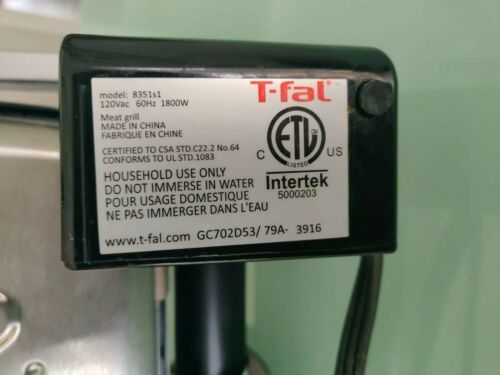 model: 8351s1
120Vac 60Hz 1800W
Meat grill
MADE IN CHINA
FABRIQUE EN CHINE
CERTIFIED TO CSA STD.C22.2 No.64
CONFORMS TO UL STD.1083
HOUSEHOLD USE ONLY
DO NOT IMMERSE IN WATER
POUR USAGE DOMESTIQUE
NE PAS IMMERGER DANS L'EAU
T-fal
ETL
LISTED
C US
Intertek
5000203
www.t-fal.com GC702D53/ 79A- 3916